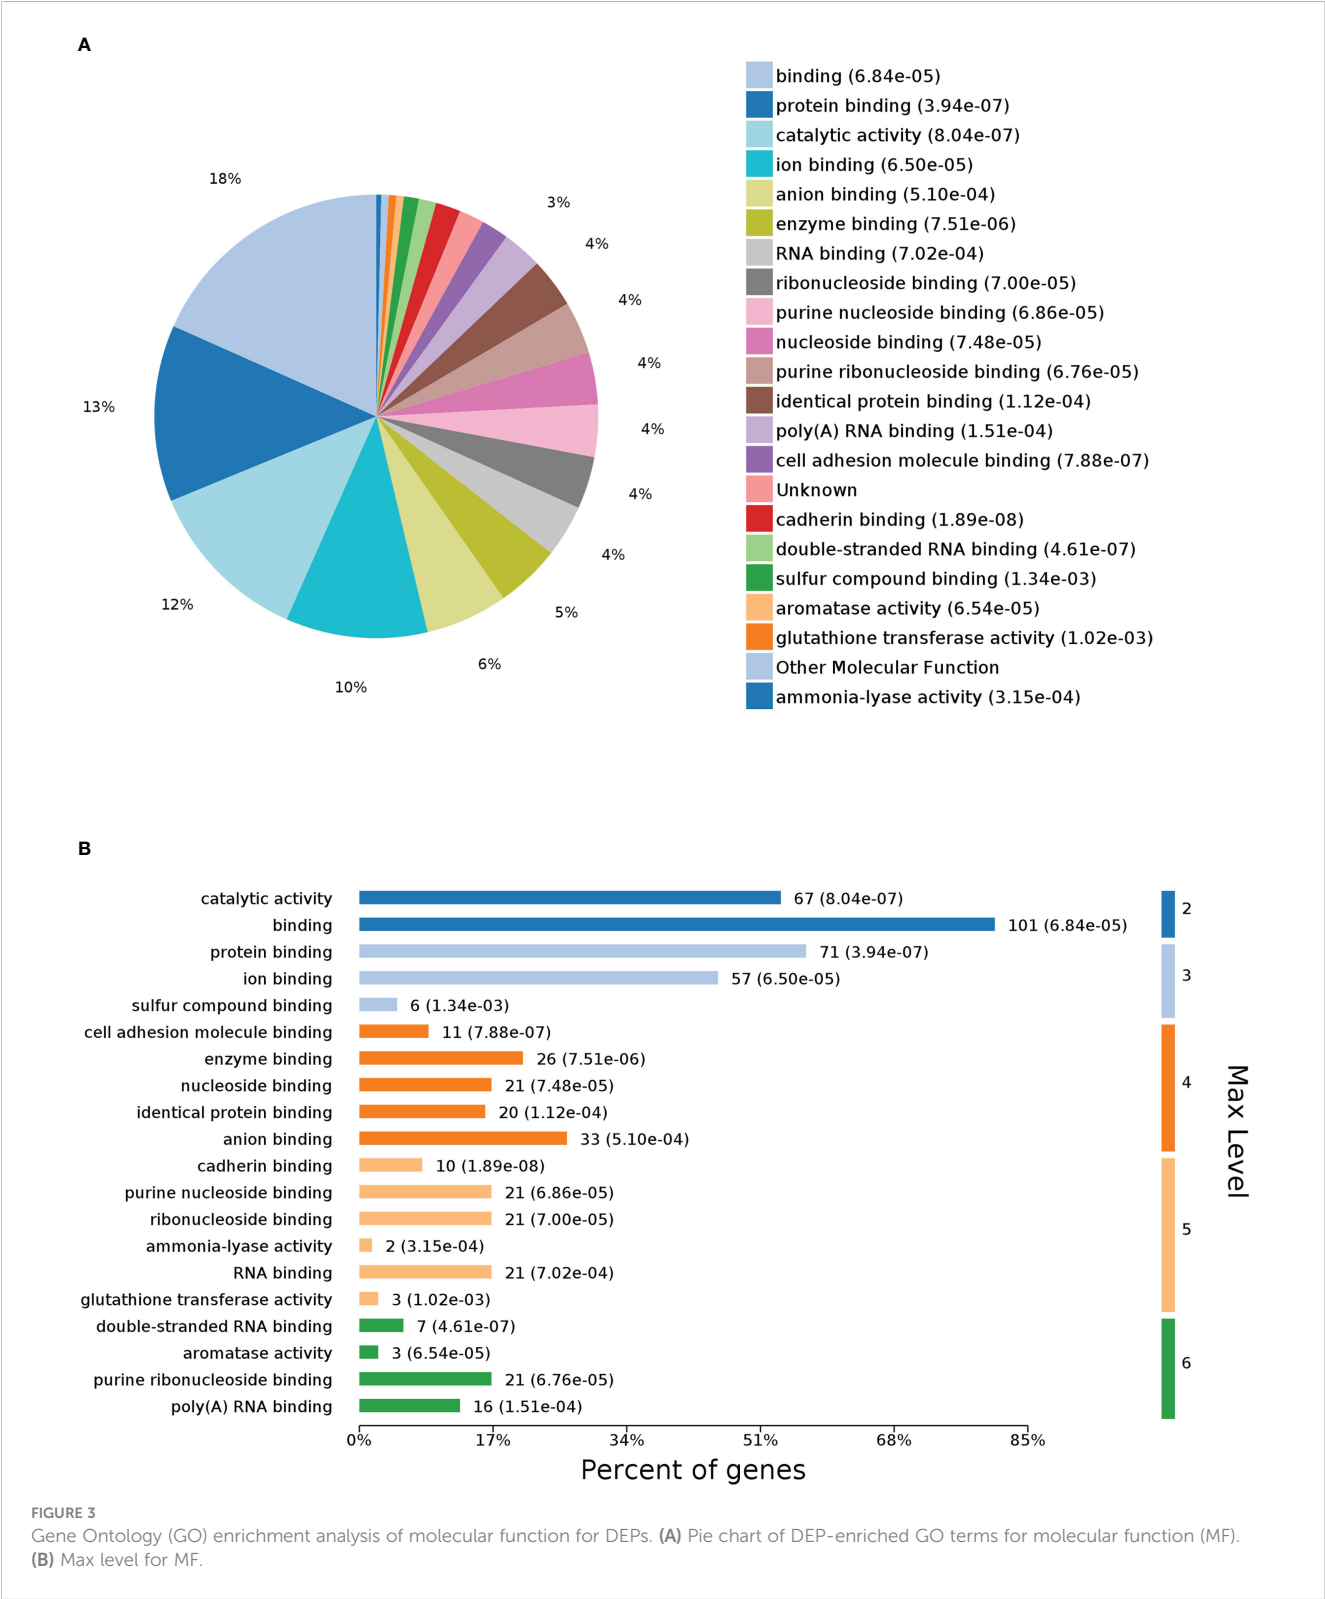 A
18%
3%
4%
4%
4%
4%
4%
4%
5%
6%
10%
12%
13%
binding (6.84e-05)
protein binding (3.94e-07)
catalytic activity (8.04e-07)
ion binding (6.50e-05)
anion binding (5.10e-04)
enzyme binding (7.51e-06)
RNA binding (7.02e-04)
ribonucleoside binding (7.00e-05)
purine nucleoside binding (6.86e-05)
nucleoside binding (7.48e-05)
purine ribonucleoside binding (6.76e-05)
identical protein binding (1.12e-04)
poly(A) RNA binding (1.51e-04)
cell adhesion molecule binding (7.88e-07)
Unknown
cadherin binding (1.89e-08)
double-stranded RNA binding (4.61e-07)
sulfur compound binding (1.34e-03)
aromatase activity (6.54e-05)
glutathione transferase activity (1.02e-03)
Other Molecular Function
ammonia-lyase activity (3.15e-04)
B
catalytic activity 67 (8.04e-07)
binding 101 (6.84e-05)
protein binding 71 (3.94e-07)
ion binding 57 (6.50e-05)
sulfur compound binding 6 (1.34e-03)
cell adhesion molecule binding 11 (7.88e-07)
enzyme binding 26 (7.51e-06)
nucleoside binding 21 (7.48e-05)
identical protein binding 20 (1.12e-04)
anion binding 33 (5.10e-04)
cadherin binding 10 (1.89e-08)
purine nucleoside binding 21 (6.86e-05)
ribonucleoside binding 21 (7.00e-05)
ammonia-lyase activity 2 (3.15e-04)
RNA binding 21 (7.02e-04)
glutathione transferase activity 3 (1.02e-03)
double-stranded RNA binding 7 (4.61e-07)
aromatase activity 3 (6.54e-05)
purine ribonucleoside binding 21 (6.76e-05)
poly(A) RNA binding 16 (1.51e-04)
0% 17% 34% 51% 68% 85%
Percent of genes
2
3
4
5
6
Max Level
FIGURE 3
Gene Ontology (GO) enrichment analysis of molecular function for DEPs. (A) Pie chart of DEP-enriched GO terms for molecular function (MF).
(B) Max level for MF.